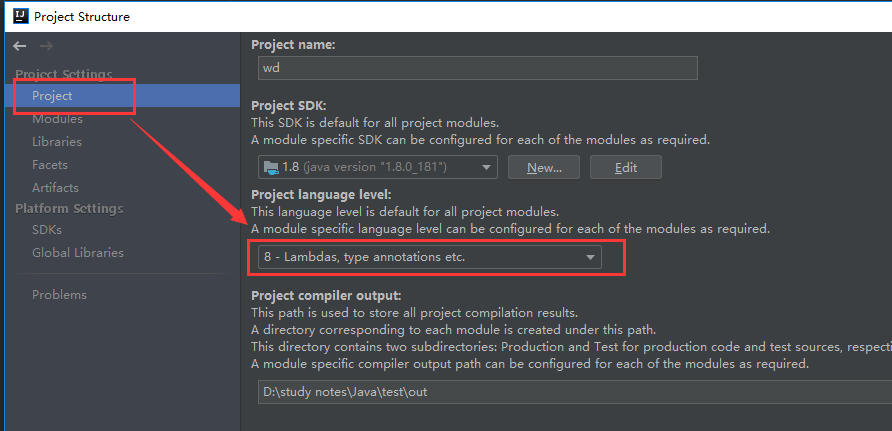 IJ Project Structure
Project Settings
Project
Modules
Libraries
Facets
Artifacts
Platform Settings
SDKs
Global Libraries
Problems
Project name:
wd
Project SDK:
This SDK is default for all project modules.
A module specific SDK can be configured for each of the modules as required.
1.8 (java version "1.8.0_181") New... Edit
Project language level:
This language level is default for all project modules.
A module specific language level can be configured for each of the modules as required.
8 - Lambdas, type annotations etc.
Project compiler output:
This path is used to store all project compilation results.
A directory corresponding to each module is created under this path.
This directory contains two subdirectories: Production and Test for production code and test sources, respecti
A module specific compiler output path can be configured for each of the modules as required.
D:\study notes\Java\test\out